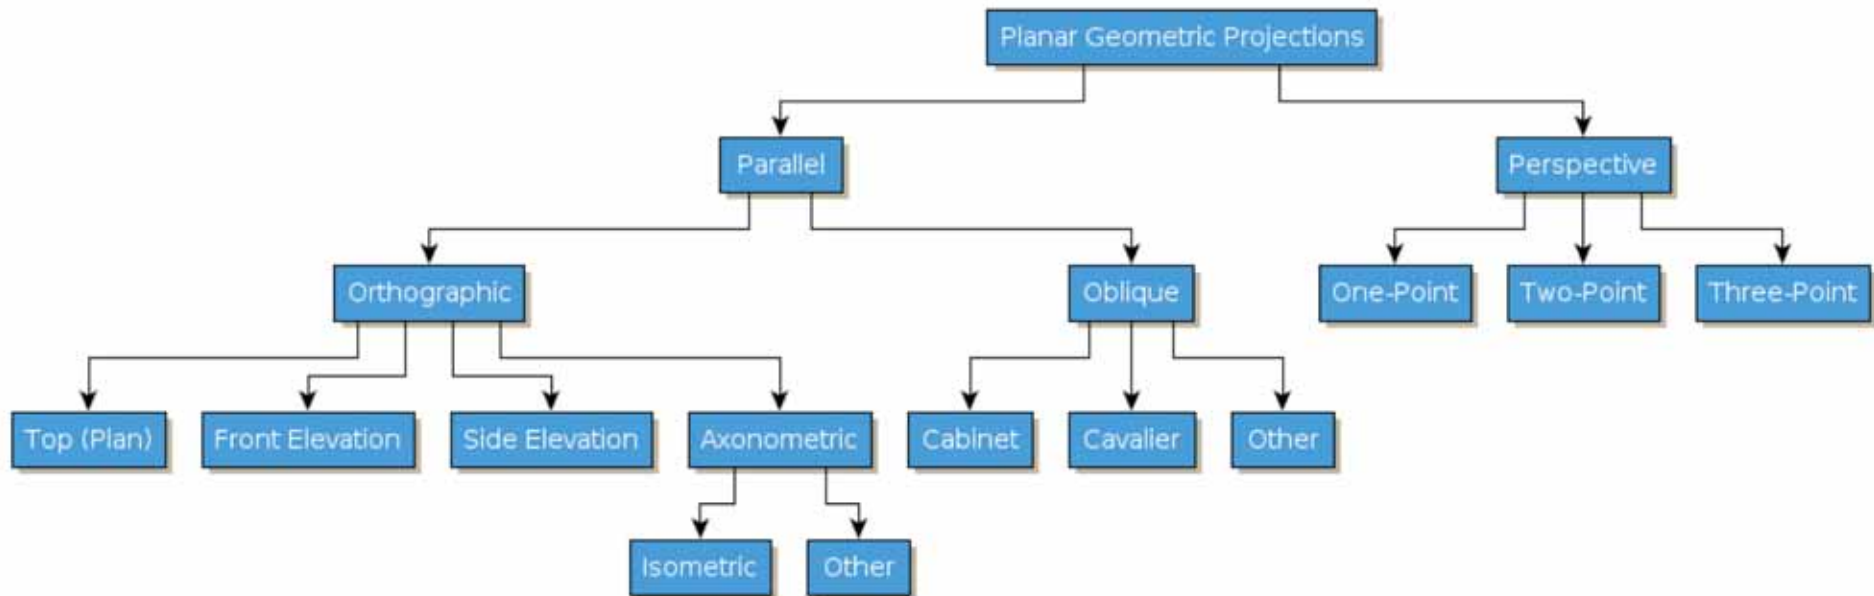 Planar Geometric Projections
Parallel
Perspective
Orthographic
Oblique
One-Point
Two-Point
Three-Point
Top (Plan)
Front Elevation
Side Elevation
Axonometric
Cabinet
Cavalier
Other
Isometric
Other